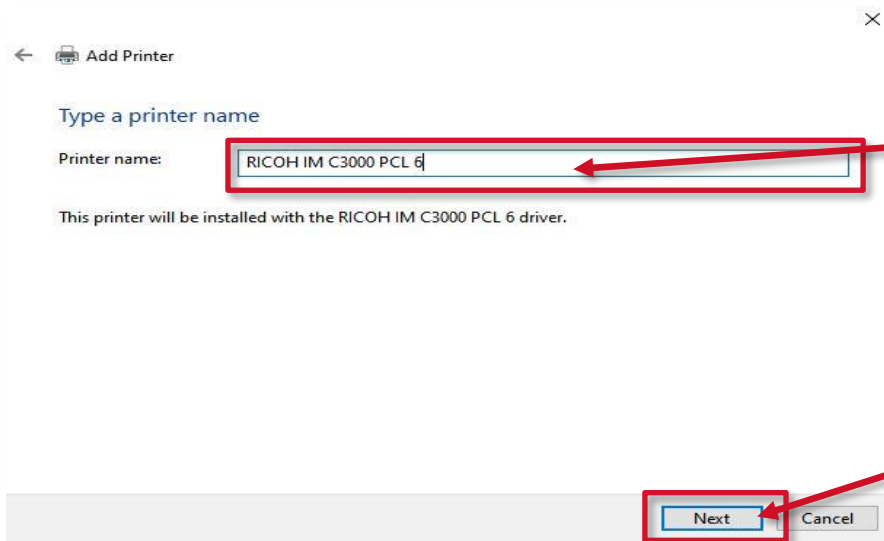 Add Printer
Type a printer name
Printer name: RICOH IM C3000 PCL 6
This printer will be installed with the RICOH IM C3000 PCL 6 driver.
Next Cancel